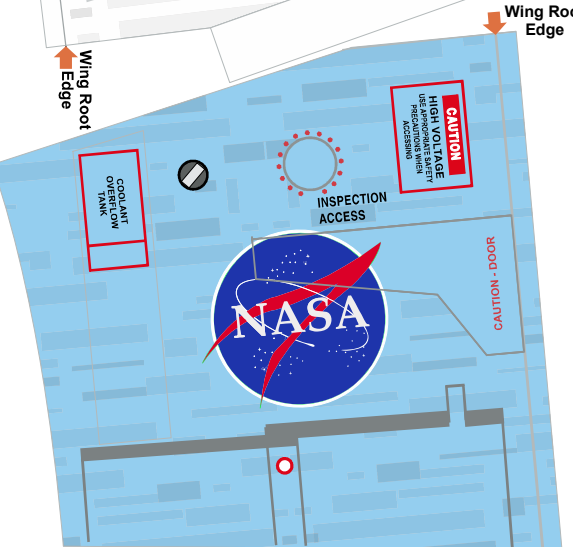 Wing Root
Edge
Wing Roo
Edge
COOLANT
OVERFLOW
TANK
INSPECTION
ACCESS
CAUTION
HIGH VOLTAGE
USE APPROPRIATE SAFETY
PRECAUTIONS WHEN
ACCESSING
CAUTION - DOOR
NASA